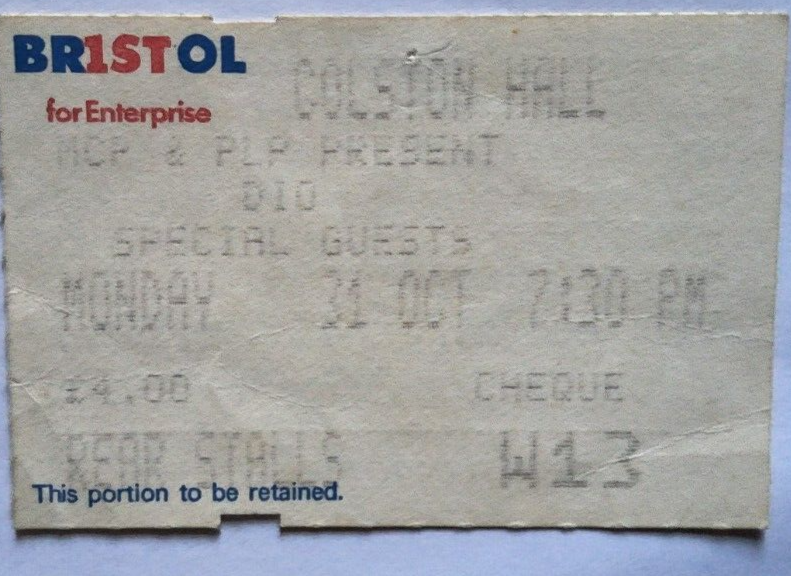 BR1STOL
for Enterprise
COLSTON HALL
MCP & PLP PRESENT
DIO
SPECIAL GUESTS
MONDAY 21 OCT 7:30 PM
£4.00 CHEQUE
REAR STALLS W13
This portion to be retained.